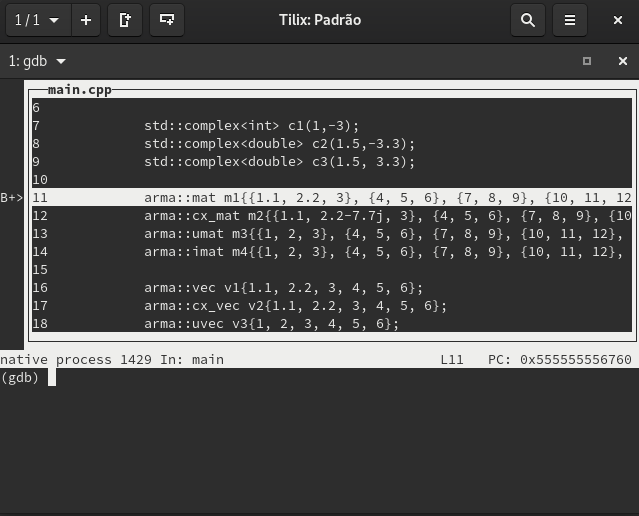 1 / 1
Tilix: Padrão
1: gdb
main.cpp
6
7 std::complex<int> c1(1,-3);
8 std::complex<double> c2(1.5,-3.3);
9 std::complex<double> c3(1.5, 3.3);
10
B+> 11 arma::mat m1{{1.1, 2.2, 3}, {4, 5, 6}, {7, 8, 9}, {10, 11, 12
12 arma::cx_mat m2{{1.1, 2.2-7.7j, 3}, {4, 5, 6}, {7, 8, 9}, {10
13 arma::umat m3{{1, 2, 3}, {4, 5, 6}, {7, 8, 9}, {10, 11, 12},
14 arma::imat m4{{1, 2, 3}, {4, 5, 6}, {7, 8, 9}, {10, 11, 12},
15
16 arma::vec v1{1.1, 2.2, 3, 4, 5, 6};
17 arma::cx_vec v2{1.1, 2.2, 3, 4, 5, 6};
18 arma::uvec v3{1, 2, 3, 4, 5, 6};
native process 1429 In: main L11 PC: 0x555555556760
(gdb)